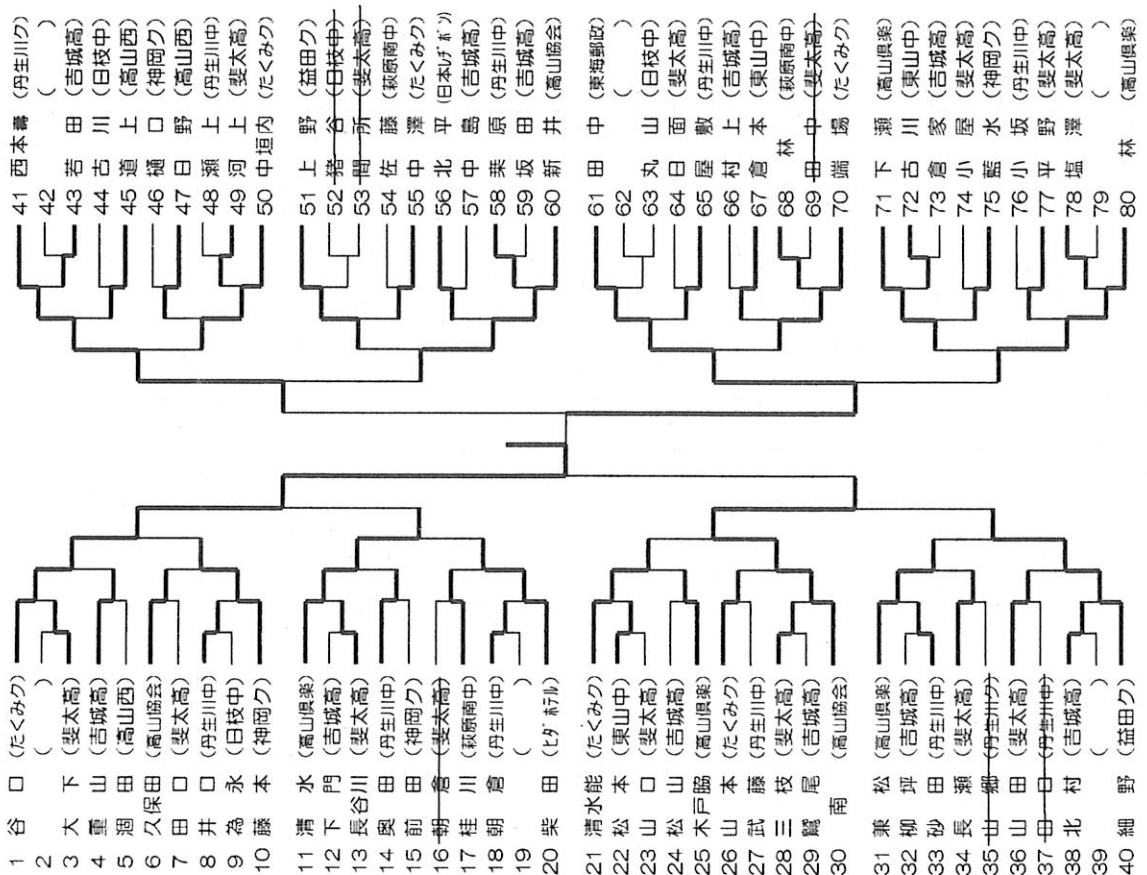 1 谷口 (たくみク)
2 ( )
3 大下 (斐太高)
4 重山 (吉城高)
5 洞田 (高山西)
6 久保田 (高山協会)
7 田口 (斐太高)
8 井口 (丹生川中)
9 為永 (日枝中)
10 藤本 (神岡ク)
11 清水 (高山倶楽)
12 下門 (吉城高)
13 長谷川 (斐太高)
14 奥田 (丹生川中)
15 前田 (神岡ク)
16 朝倉 (斐太高)
17 桂川 (萩原南中)
18 朝倉 (丹生川中)
19 ( )
20 柴田 (ヒダホテル)
21 清水能 (たくみク)
22 松本 (東山中)
23 山口 (斐太高)
24 松山 (吉城高)
25 木戸脇 (高山倶楽)
26 山本 (たくみク)
27 武藤 (丹生川中)
28 三枝 (斐太高)
29 鷲尾 (吉城高)
30 南 (高山協会)
31 兼松 (高山倶楽)
32 柳坪 (吉城高)
33 砂田 (丹生川中)
34 長瀬 (斐太高)
35 山郷 (丹生川ク)
36 山田 (斐太高)
37 田口 (丹生川中)
38 北村 (吉城高)
39 ( )
40 細野 (益田ク)
41 西本壽 (丹生川ク)
42 ( )
43 若田 (吉城高)
44 古川 (日枝中)
45 道上 (高山西)
46 樋口 (神岡ク)
47 日野 (高山西)
48 瀬上 (丹生川中)
49 河上 (斐太高)
50 中垣内 (たくみク)
51 上野 (益田ク)
52 猪谷 (日枝中)
53 間所 (斐太高)
54 佐藤 (萩原南中)
55 中澤 (たくみク)
56 北平 (日本レヂボン)
57 中島 (吉城高)
58 栗原 (丹生川中)
59 坂田 (吉城高)
60 新井 (高山協会)
61 田中 (東海郵政)
62 ( )
63 丸山 (日枝中)
64 日面 (斐太高)
65 屋敷 (丹生川中)
66 村上 (吉城高)
67 倉本 (東山中)
68 林 (萩原南中)
69 田中 (斐太高)
70 端場 (たくみク)
71 下瀬 (高山倶楽)
72 古川 (東山中)
73 倉家 (吉城高)
74 小屋 (斐太高)
75 藍水 (神岡ク)
76 小坂 (丹生川中)
77 平野 (斐太高)
78 塩澤 (斐太高)
79 ( )
80 林 (高山倶楽)